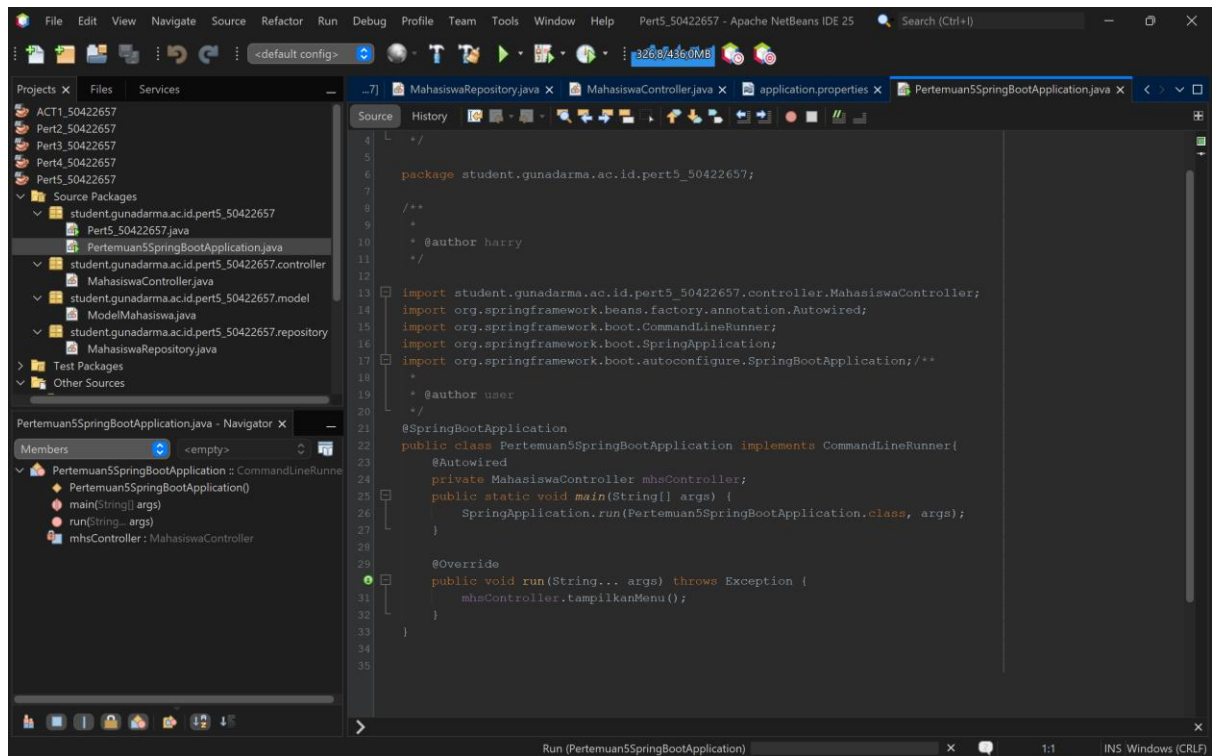 File Edit View Navigate Source Refactor Run Debug Profile Team Tools Window Help Pert5_50422657 - Apache NetBeans IDE 25 Search (Ctrl+I)
<default config> 326,8/436,0MB
Projects Files Services
ACT1_50422657
Pert2_50422657
Pert3_50422657
Pert4_50422657
Pert5_50422657
Source Packages
student.gunadarma.ac.id.pert5_50422657
Pert5_50422657.java
Pertemuan5SpringBootApplication.java
student.gunadarma.ac.id.pert5_50422657.controller
MahasiswaController.java
student.gunadarma.ac.id.pert5_50422657.model
ModelMahasiswa.java
student.gunadarma.ac.id.pert5_50422657.repository
MahasiswaRepository.java
Test Packages
Other Sources
Pertemuan5SpringBootApplication.java - Navigator
Members <empty>
Pertemuan5SpringBootApplication :: CommandLineRunne
Pertemuan5SpringBootApplication()
main(String[] args)
run(String... args)
mhsController : MahasiswaController
...7] MahasiswaRepository.java MahasiswaController.java application.properties Pertemuan5SpringBootApplication.java
Source History
4 */
5
6 package student.gunadarma.ac.id.pert5_50422657;
7
8 /**
9 *
10 * @author harry
11 */
12
13 import student.gunadarma.ac.id.pert5_50422657.controller.MahasiswaController;
14 import org.springframework.beans.factory.annotation.Autowired;
15 import org.springframework.boot.CommandLineRunner;
16 import org.springframework.boot.SpringApplication;
17 import org.springframework.boot.autoconfigure.SpringBootApplication;/**
18 *
19 * @author user
20 */
21 @SpringBootApplication
22 public class Pertemuan5SpringBootApplication implements CommandLineRunner{
23 @Autowired
24 private MahasiswaController mhsController;
25 public static void main(String[] args) {
26 SpringApplication.run(Pertemuan5SpringBootApplication.class, args);
27 }
28
29 @Override
public void run(String... args) throws Exception {
31 mhsController.tampilkanMenu();
32 }
33 }
34
35
Run (Pertemuan5SpringBootApplication) 1:1 INS Windows (CRLF)